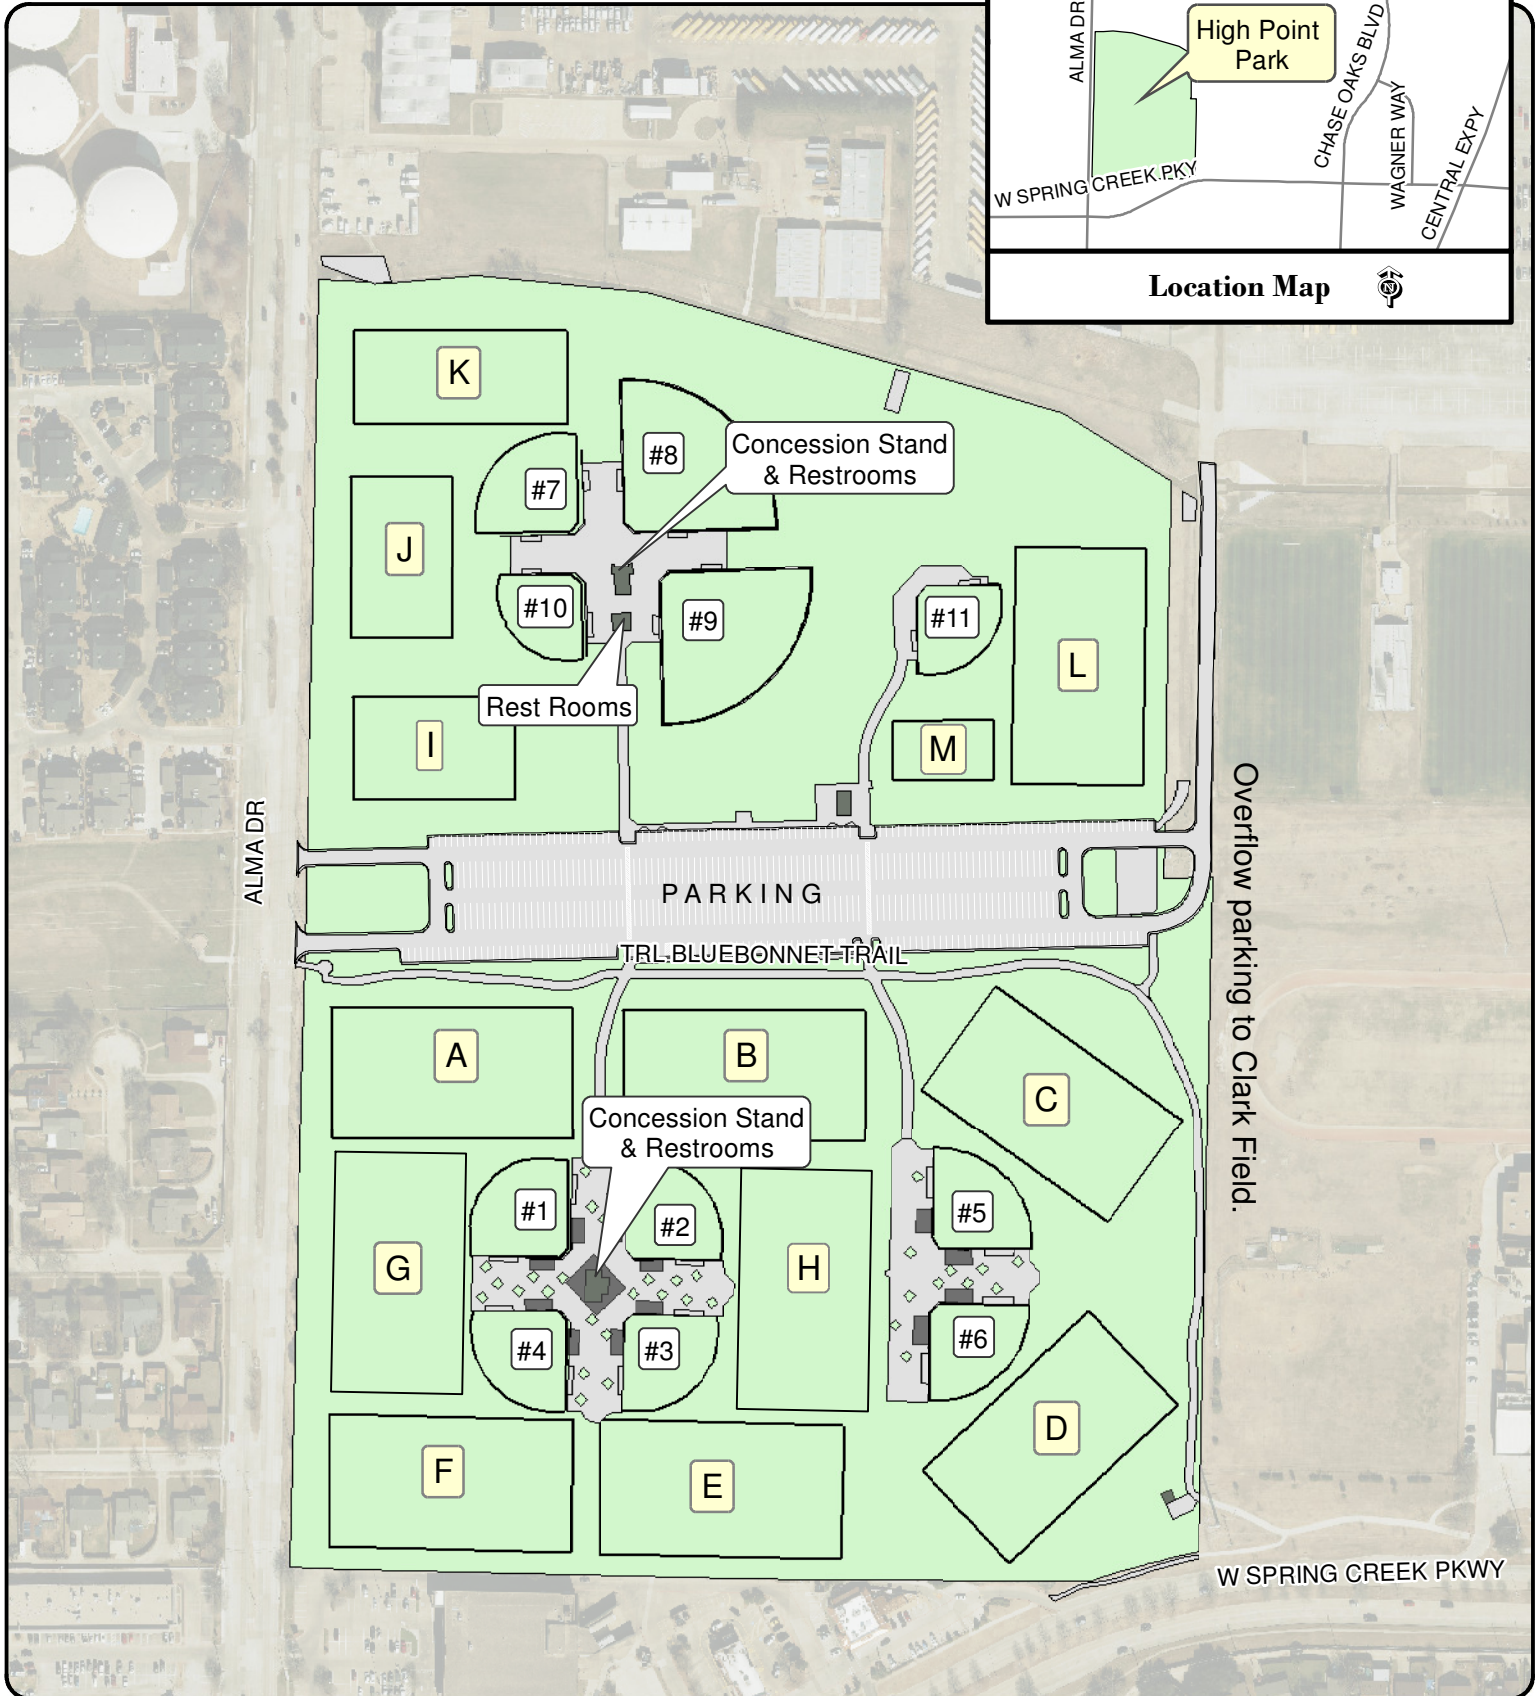 ALMA DR
High Point
Park
CHASE OAKS BLVD
WAGNER WAY
CENTRAL EXPY
W SPRING CREEK PKY
Location Map
N
K
#8
Concession Stand
& Restrooms
#7
J
#10
#9
#11
L
Rest Rooms
I
M
ALMA DR
PARKING
TRL BLUEBONNET TRAIL
Overflow parking to Clark Field.
A
B
C
Concession Stand
& Restrooms
#1
#2
#5
G
H
#4
#3
#6
D
F
E
W SPRING CREEK PKWY